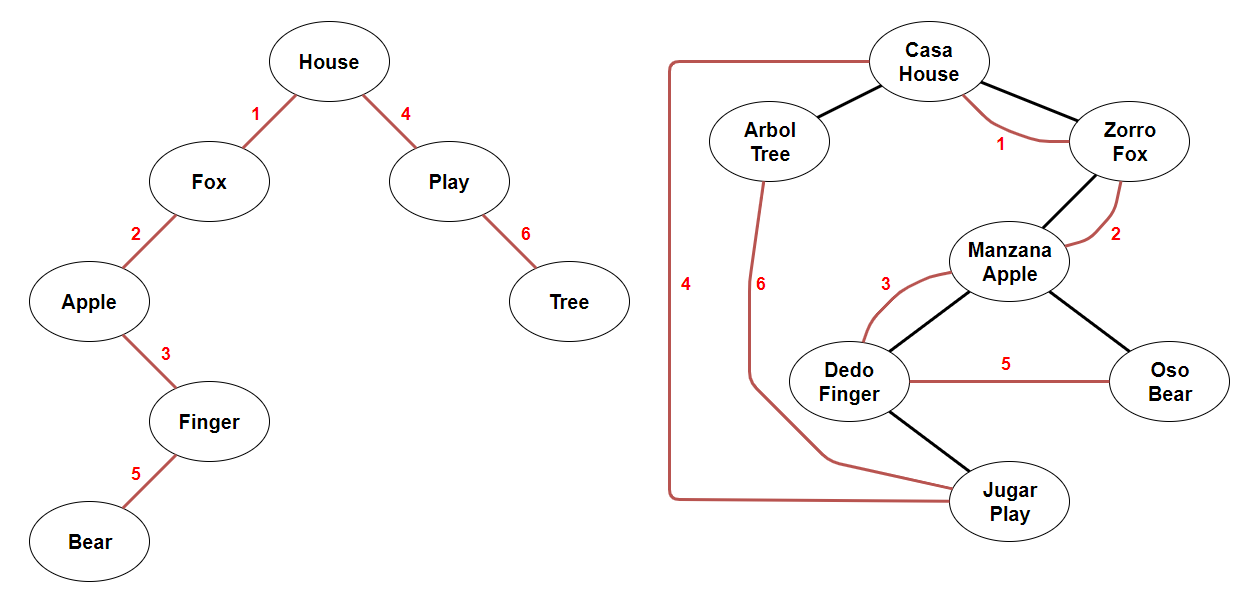 House
1
4
Fox
Play
2
6
Apple
Tree
3
Finger
5
Bear
Casa
House
Arbol
Tree
1
Zorro
Fox
Manzana
Apple
2
4
6
3
Dedo
Finger
5
Oso
Bear
Jugar
Play